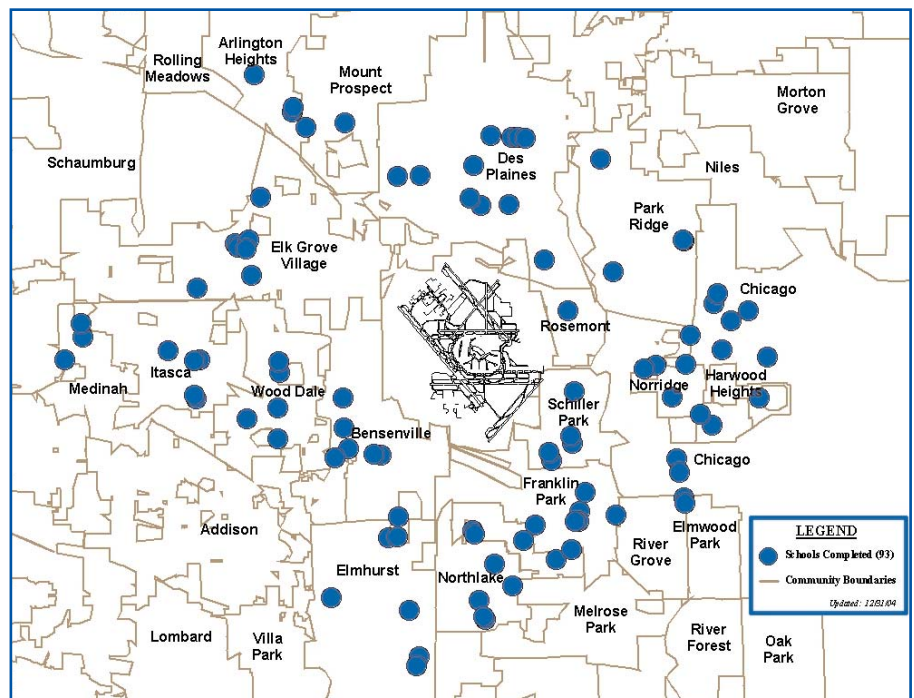 Arlington
Heights
Rolling
Meadows
Mount
Prospect
Morton
Grove
Schaumburg
Des
Plaines
Niles
Park
Ridge
Elk Grove
Village
Chicago
Rosemont
Medinah
Itasca
Wood Dale
Norridge
Harwood
Heights
Schiller
Park
Bensenville
Chicago
Franklin
Park
Addison
Elmwood
Park
River
Grove
Elmhurst
Northlake
Melrose
Park
Lombard
Villa
Park
River
Forest
Oak
Park
LEGEND
Schools Completed (93)
Community Boundaries
Updated: 12/31/04